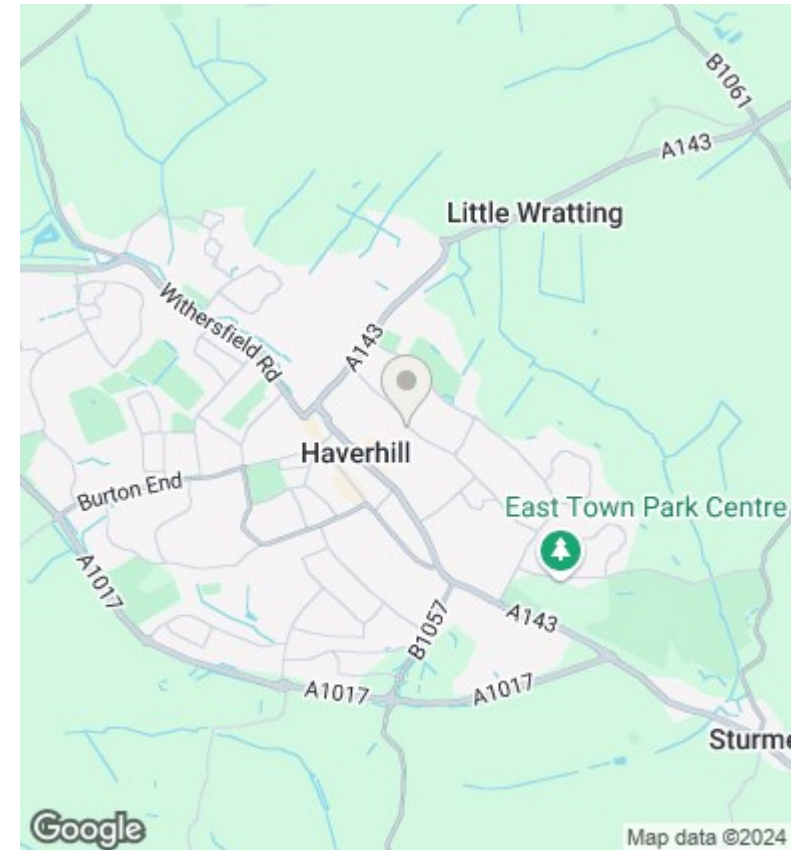 B1061
A143
Little Wratting
Withersfield Rd
A143
Haverhill
Burton End
East Town Park Centre
A1017
B1057
A143
A1017
A1017
Sturme
Google
Map data ©2024